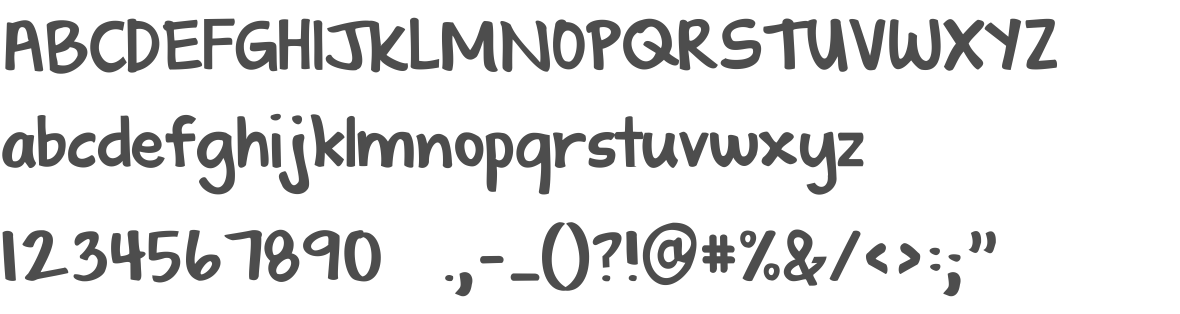 ABCDEFGHIJKLMNOPQRSTUVWXYZ
abcdefghijklmnopqrstuvwxyz
1234567890 .,-_()?!@#%&/<>:;”